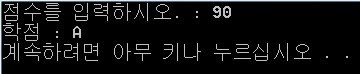 점수를 입력하시오. : 90
학점 : A
계속하려면 아무 키나 누르십시오 . .